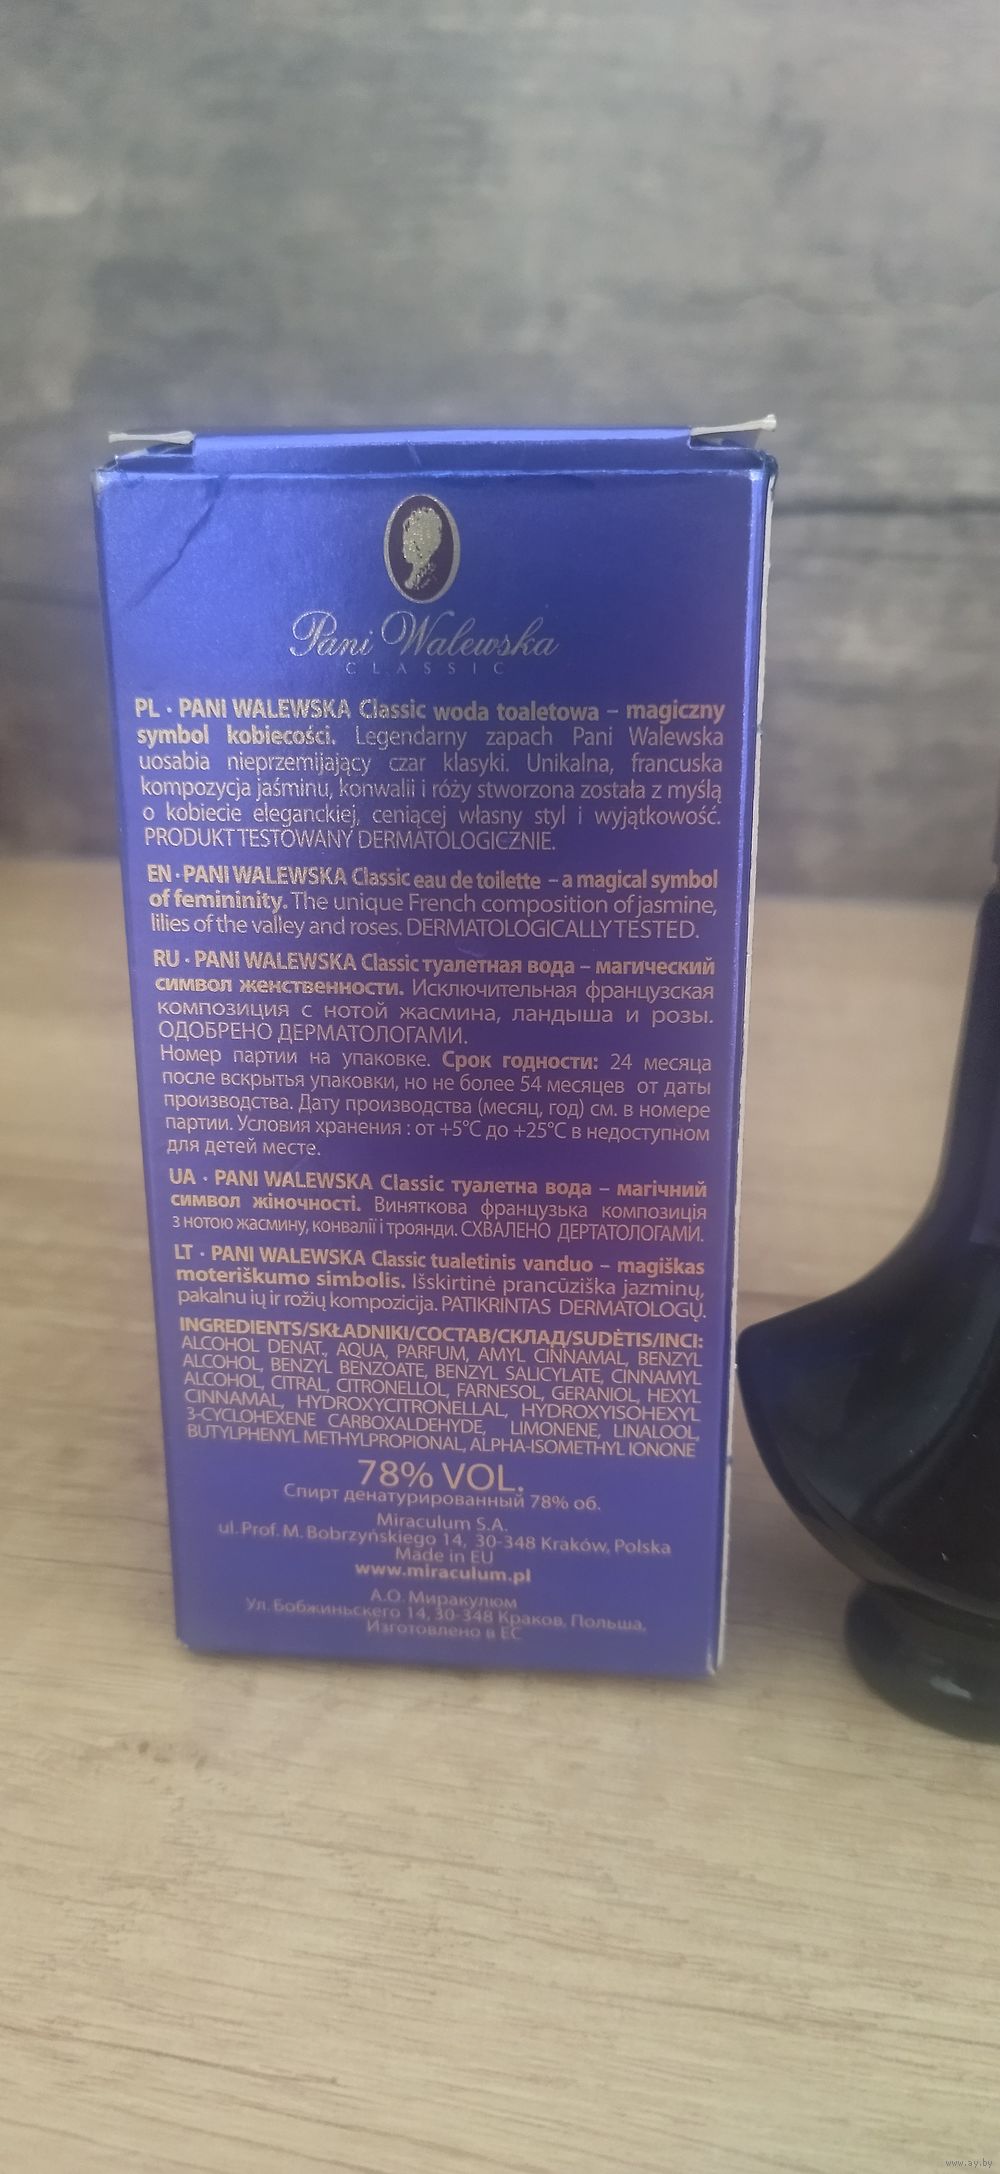 Pani Walewska
CLASSIC
PL · PANI WALEWSKA Classic woda toaletowa – magiczny
symbol kobiecości. Legendarny zapach Pani Walewska
uosabia nieprzemijający czar klasyki. Unikalna, francuska
kompozycja jaśminu, konwalii i róży stworzona została z myślą
o kobiecie eleganckiej, ceniącej własny styl i wyjątkowość.
PRODUKT TESTOWANY DERMATOLOGICZNIE.
EN · PANI WALEWSKA Classic eau de toilette – a magical symbol
of femininity. The unique French composition of jasmine,
lilies of the valley and roses. DERMATOLOGICALLY TESTED.
RU · PANI WALEWSKA Classic туалетная вода – магический
символ женственности. Исключительная французская
композиция с нотой жасмина, ландыша и розы.
ОДОБРЕНО ДЕРМАТОЛОГАМИ.
Номер партии на упаковке. Срок годности: 24 месяца
после вскрытья упаковки, но не более 54 месяцев от даты
производства. Дату производства (месяц, год) см. в номере
партии. Условия хранения : от +5°C до +25°C в недоступном
для детей месте.
UA · PANI WALEWSKA Classic туалетна вода – магічний
символ жіночності. Виняткова французька композиція
з нотою жасмину, конвалії і троянди. СХВАЛЕНО ДЕРТАТОЛОГАМИ.
LT · PANI WALEWSKA Classic tualetinis vanduo – magiškas
moteriškumo simbolis. Išskirtinė prancūziška jazminų,
pakalnu ių ir rožių kompozicija. PATIKRINTAS DERMATOLOGŲ.
INGREDIENTS/SKŁADNIKI/СОСТАВ/СКЛАД/SUDĖTIS/INCI:
ALCOHOL DENAT., AQUA, PARFUM, AMYL CINNAMAL, BENZYL
ALCOHOL, BENZYL BENZOATE, BENZYL SALICYLATE, CINNAMYL
ALCOHOL, CITRAL, CITRONELLOL, FARNESOL, GERANIOL, HEXYL
CINNAMAL, HYDROXYCITRONELLAL, HYDROXYISOHEXYL
3-CYCLOHEXENE CARBOXALDEHYDE, LIMONENE, LINALOOL,
BUTYLPHENYL METHYLPROPIONAL, ALPHA-ISOMETHYL IONONE
78% VOL.
Спирт денатурированный 78% об.
Miraculum S.A.
ul. Prof. M. Bobrzyńskiego 14, 30-348 Kraków, Polska
Made in EU
www.miraculum.pl
А.О. Миракулюм
Ул. Бобжиньскего 14, 30-348 Краков, Польша,
Изготовлено в ЕС
www.ay.by